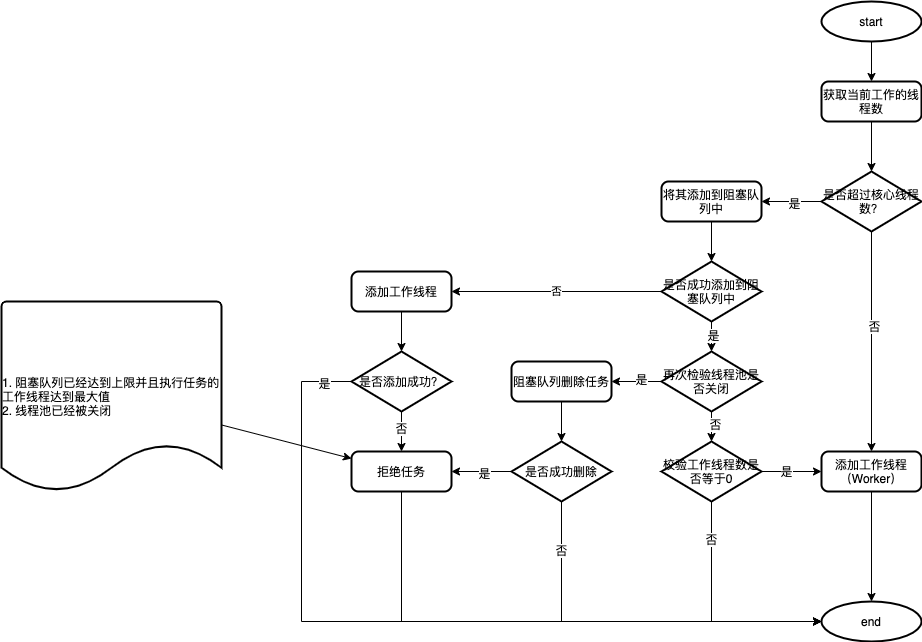 start
获取当前工作的线
程数
是否超过核心线程
数？
是
将其添加到阻塞队
列中
是否成功添加到阻
塞队列中
否
添加工作线程
否
是
是否添加成功？
是
再次检验线程池是
否关闭
是
阻塞队列删除任务
1. 阻塞队列已经达到上限并且执行任务的
工作线程达到最大值
2. 线程池已经被关闭
否
否
拒绝任务
是
是否成功删除
校验工作线程数是
否等于0
是
添加工作线程
（Worker）
否
否
end